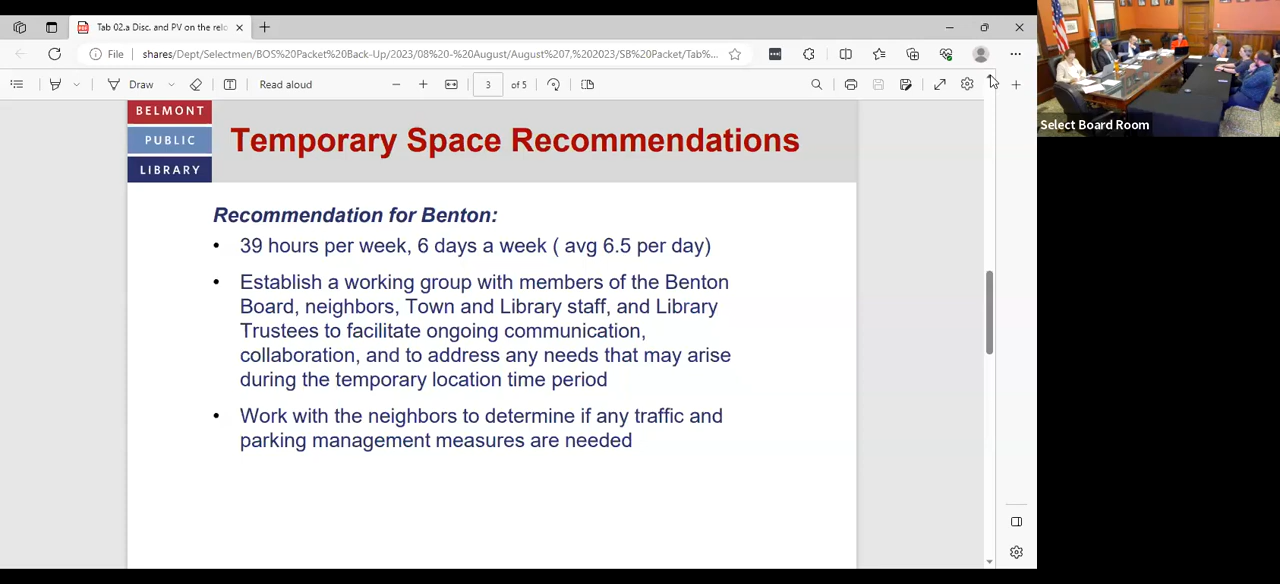 Tab 02.a Disc. and PV on the relo
File
shares/Dept/Selectmen/BOS%20Packet%20Back-Up/2023/08%20-%20August/August%207,%202023/SB%20Packet/Tab%...
Draw
Read aloud
3
of 5
BELMONT
PUBLIC
LIBRARY
Temporary Space Recommendations
Recommendation for Benton:
• 39 hours per week, 6 days a week ( avg 6.5 per day)
• Establish a working group with members of the Benton
Board, neighbors, Town and Library staff, and Library
Trustees to facilitate ongoing communication,
collaboration, and to address any needs that may arise
during the temporary location time period
• Work with the neighbors to determine if any traffic and
parking management measures are needed
Select Board Room